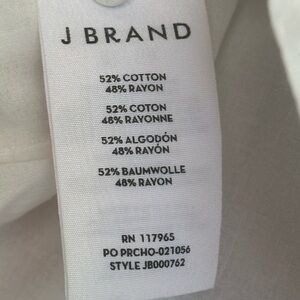 J BRAND
52% COTTON
48% RAYON
52% COTON
48% RAYONNE
52% ALGODÓN
48% RAYÓN
52% BAUMWOLLE
48% RAYON
RN 117965
PO PRCHO-021056
STYLE JB000762